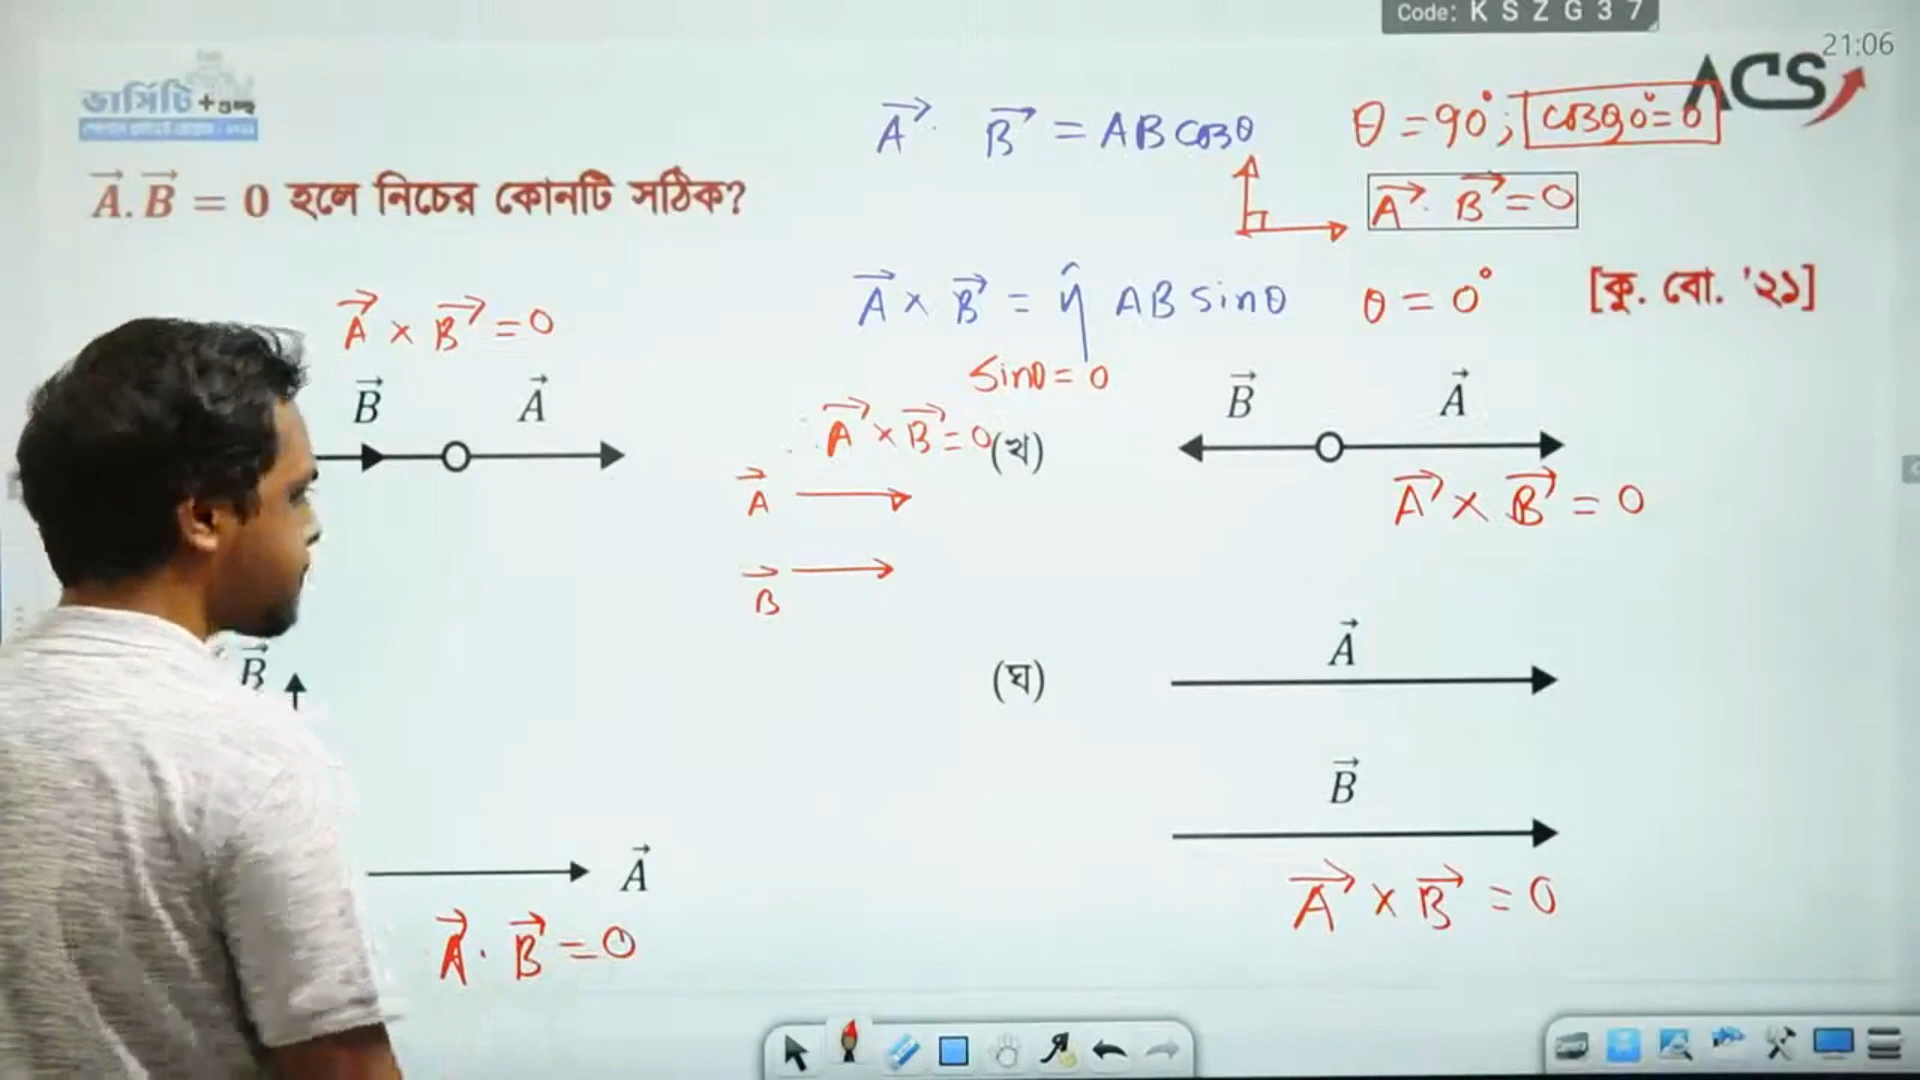 Code: K S Z G 3 7
21:06
ACS
ভার্সিটি +
A⃗. B⃗ = 0 হলে নিচের কোনটি সঠিক?
A⃗ · B⃗ = AB cosθ
θ = 90°; cos90° = 0
A⃗ · B⃗ = 0
A⃗ × B⃗ = η̂ AB sinθ
θ = 0°
[কু. বো. '২১]
A⃗ × B⃗ = 0
sinθ = 0
B⃗ A⃗
A⃗ × B⃗ = 0
(খ) B⃗ A⃗
A⃗ × B⃗ = 0
A⃗
B⃗
B⃗
(ঘ) A⃗
B⃗
A⃗
A⃗ · B⃗ = 0
A⃗ × B⃗ = 0